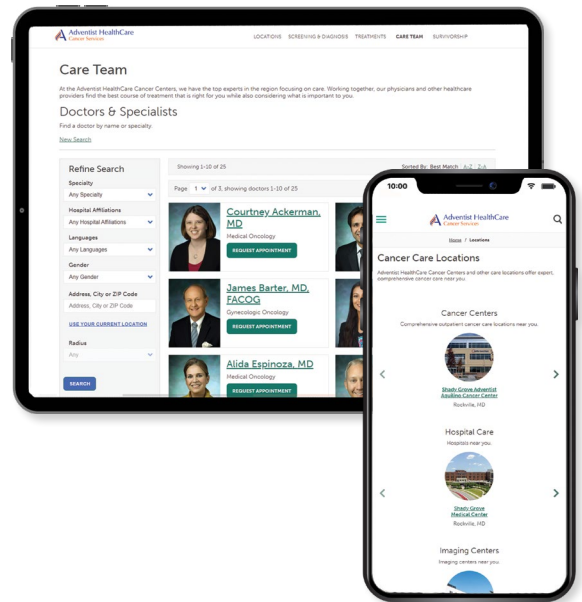 Adventist HealthCare
Cancer Services
LOCATIONS SCREENING & DIAGNOSIS TREATMENTS CARE TEAM SURVIVORSHIP
Care Team
At the Adventist HealthCare Cancer Centers, we have the top experts in the region focusing on care. Working together, our physicians and other healthcare
providers find the best course of treatment that is right for you while also considering what is important to you.
Doctors & Specialists
Find a doctor by name or specialty
New Search
Refine Search
Specialty
Any Specialty
Hospital Affiliations
Any Hospital Affiliations
Languages
Any Languages
Gender
Any Gender
Address, City or ZIP Code
Address, City or ZIP Code
USE YOUR CURRENT LOCATION
Radius
Any
SEARCH
Showing 1-10 of 25
Sorted By: Best Match A-Z Z-A
Page 1 of 3, showing doctors 1-10 of 25
Courtney Ackerman,
MD
Medical Oncology
REQUEST APPOINTMENT
James Barter, MD,
FACOG
Gynecologic Oncology
REQUEST APPOINTMENT
Alida Espinoza, MD
Medical Oncology
REQUEST APPOINTMENT
10:00
Adventist HealthCare
Cancer Services
Home / Locations
Cancer Care Locations
Adventist HealthCare Cancer Centers and other care locations offer expert,
comprehensive cancer care near you.
Cancer Centers
Comprehensive outpatient cancer care locations near you.
Shady Grove Adventist
Aquilino Cancer Center
Rockville, MD
Hospital Care
Hospitals near you.
Shady Grove
Medical Center
Rockville, MD
Imaging Centers
Imaging centers near you.